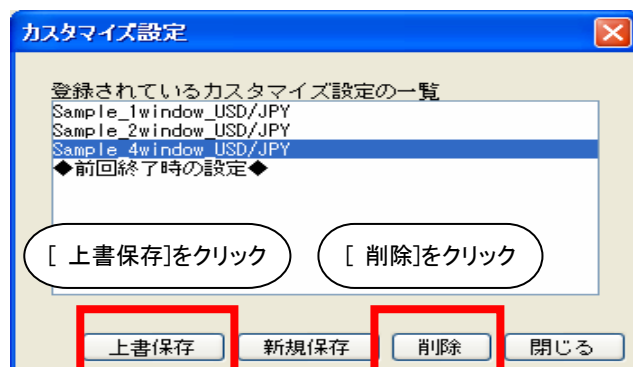 カスタマイズ設定
登録されているカスタマイズ設定の一覧
Sample_1window_USD/JPY
Sample_2window_USD/JPY
Sample_4window_USD/JPY
◆前回終了時の設定◆
[ 上書保存]をクリック
[ 削除]をクリック
上書保存 新規保存 削除 閉じる